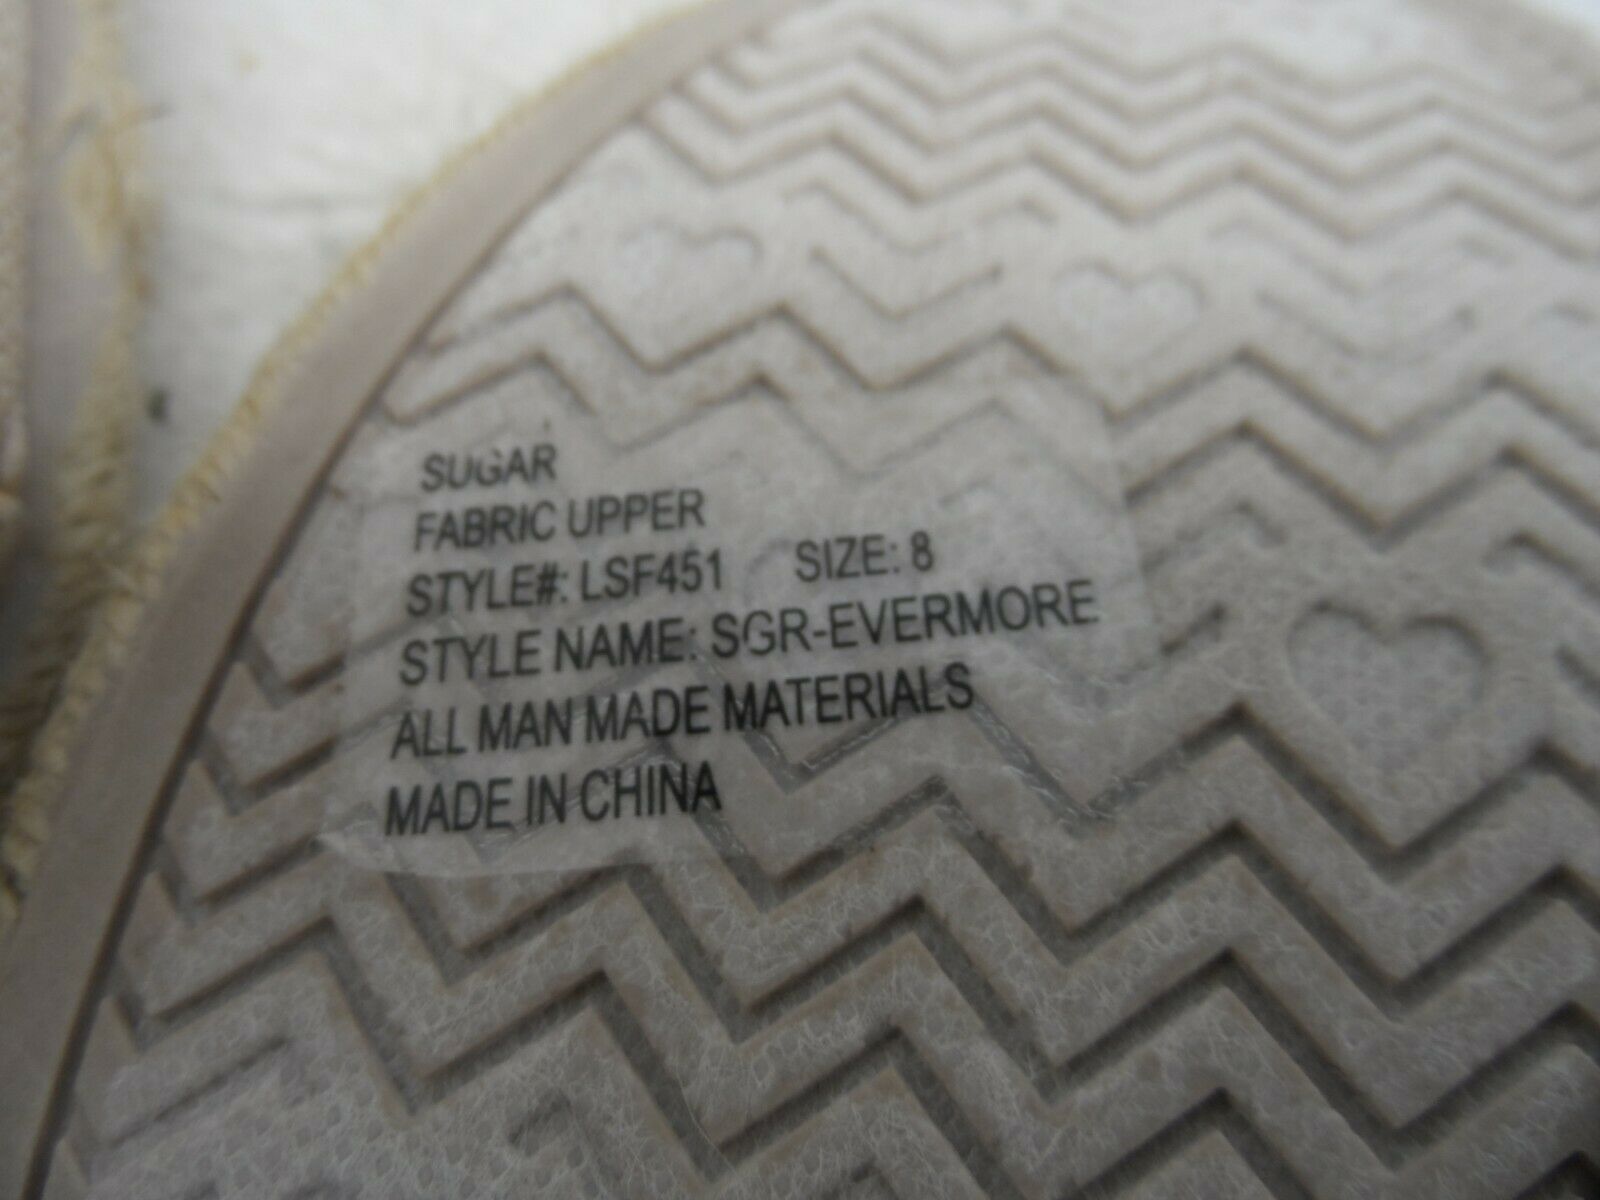 SUGAR
FABRIC UPPER
STYLE#: LSF451 SIZE: 8
STYLE NAME: SGR-EVERMORE
ALL MAN MADE MATERIALS
MADE IN CHINA